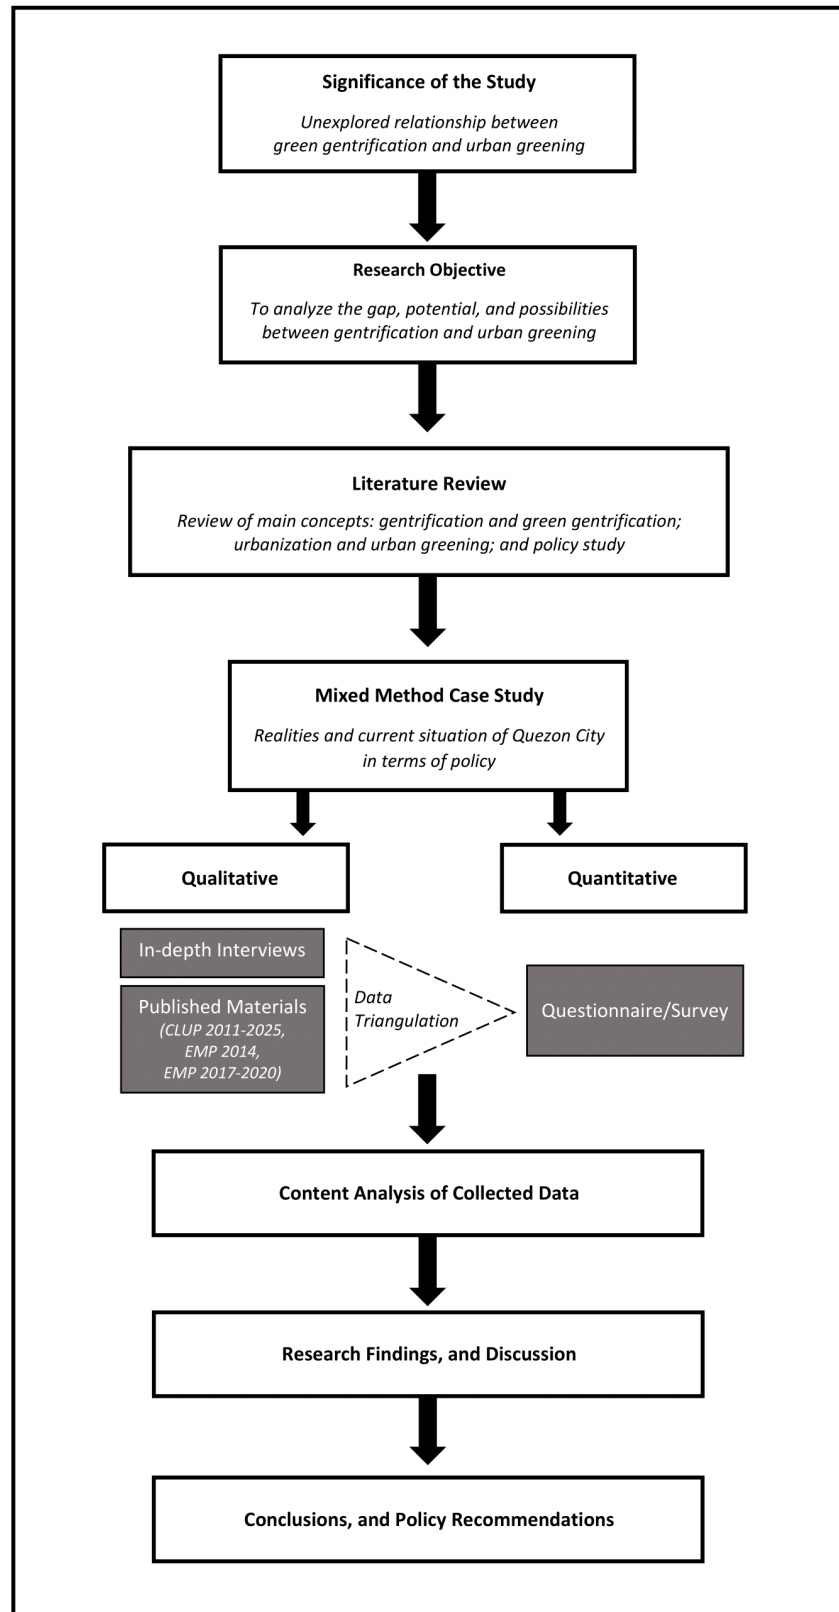 Significance of the Study
Unexplored relationship between
green gentrification and urban greening
Research Objective
To analyze the gap, potential, and possibilities
between gentrification and urban greening
Literature Review
Review of main concepts: gentrification and green gentrification;
urbanization and urban greening; and policy study
Mixed Method Case Study
Realities and current situation of Quezon City
in terms of policy
Qualitative
Quantitative
In-depth Interviews
Published Materials
(CLUP 2011-2025,
EMP 2014,
EMP 2017-2020)
Data
Triangulation
Questionnaire/Survey
Content Analysis of Collected Data
Research Findings, and Discussion
Conclusions, and Policy Recommendations